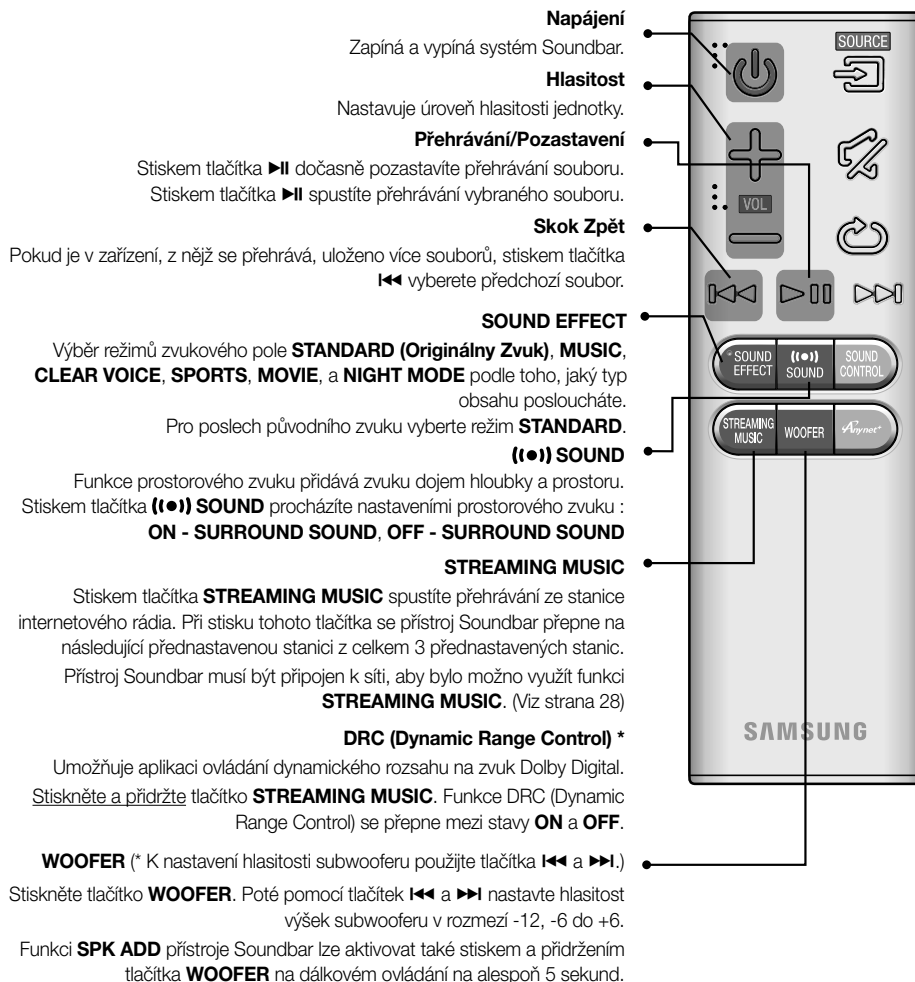 Napájení
Zapíná a vypíná systém Soundbar.
Hlasitost
Nastavuje úroveň hlasitosti jednotky.
Přehrávání/Pozastavení
Stiskem tlačítka ►II dočasně pozastavíte přehrávání souboru.
Stiskem tlačítka ►II spustíte přehrávání vybraného souboru.
Skok Zpět
Pokud je v zařízení, z nějž se přehrává, uloženo více souborů, stiskem tlačítka
I◄◄ vyberete předchozí soubor.
SOUND EFFECT
Výběr režimů zvukového pole STANDARD (Originálny Zvuk), MUSIC,
CLEAR VOICE, SPORTS, MOVIE, a NIGHT MODE podle toho, jaký typ
obsahu posloucháte.
Pro poslech původního zvuku vyberte režim STANDARD.
((●)) SOUND
Funkce prostorového zvuku přidává zvuku dojem hloubky a prostoru.
Stiskem tlačítka ((●)) SOUND procházíte nastaveními prostorového zvuku :
ON - SURROUND SOUND, OFF - SURROUND SOUND
STREAMING MUSIC
Stiskem tlačítka STREAMING MUSIC spustíte přehrávání ze stanice
internetového rádia. Při stisku tohoto tlačítka se přístroj Soundbar přepne na
následující přednastavenou stanici z celkem 3 přednastavených stanic.
Přístroj Soundbar musí být připojen k síti, aby bylo možno využít funkci
STREAMING MUSIC. (Viz strana 28)
DRC (Dynamic Range Control) *
Umožňuje aplikaci ovládání dynamického rozsahu na zvuk Dolby Digital.
Stiskněte a přidržte tlačítko STREAMING MUSIC. Funkce DRC (Dynamic
Range Control) se přepne mezi stavy ON a OFF.
WOOFER (* K nastavení hlasitosti subwooferu použijte tlačítka I◄◄ a ►►I.)
Stiskněte tlačítko WOOFER. Poté pomocí tlačítek I◄◄ a ►►I nastavte hlasitost
výšek subwooferu v rozmezí -12, -6 do +6.
Funkci SPK ADD přístroje Soundbar lze aktivovat také stiskem a přidržením
tlačítka WOOFER na dálkovém ovládání na alespoň 5 sekund.
SOURCE
VOL
* SOUND
EFFECT
((●))
SOUND
SOUND
CONTROL
STREAMING
MUSIC
WOOFER
Anynet+
SAMSUNG